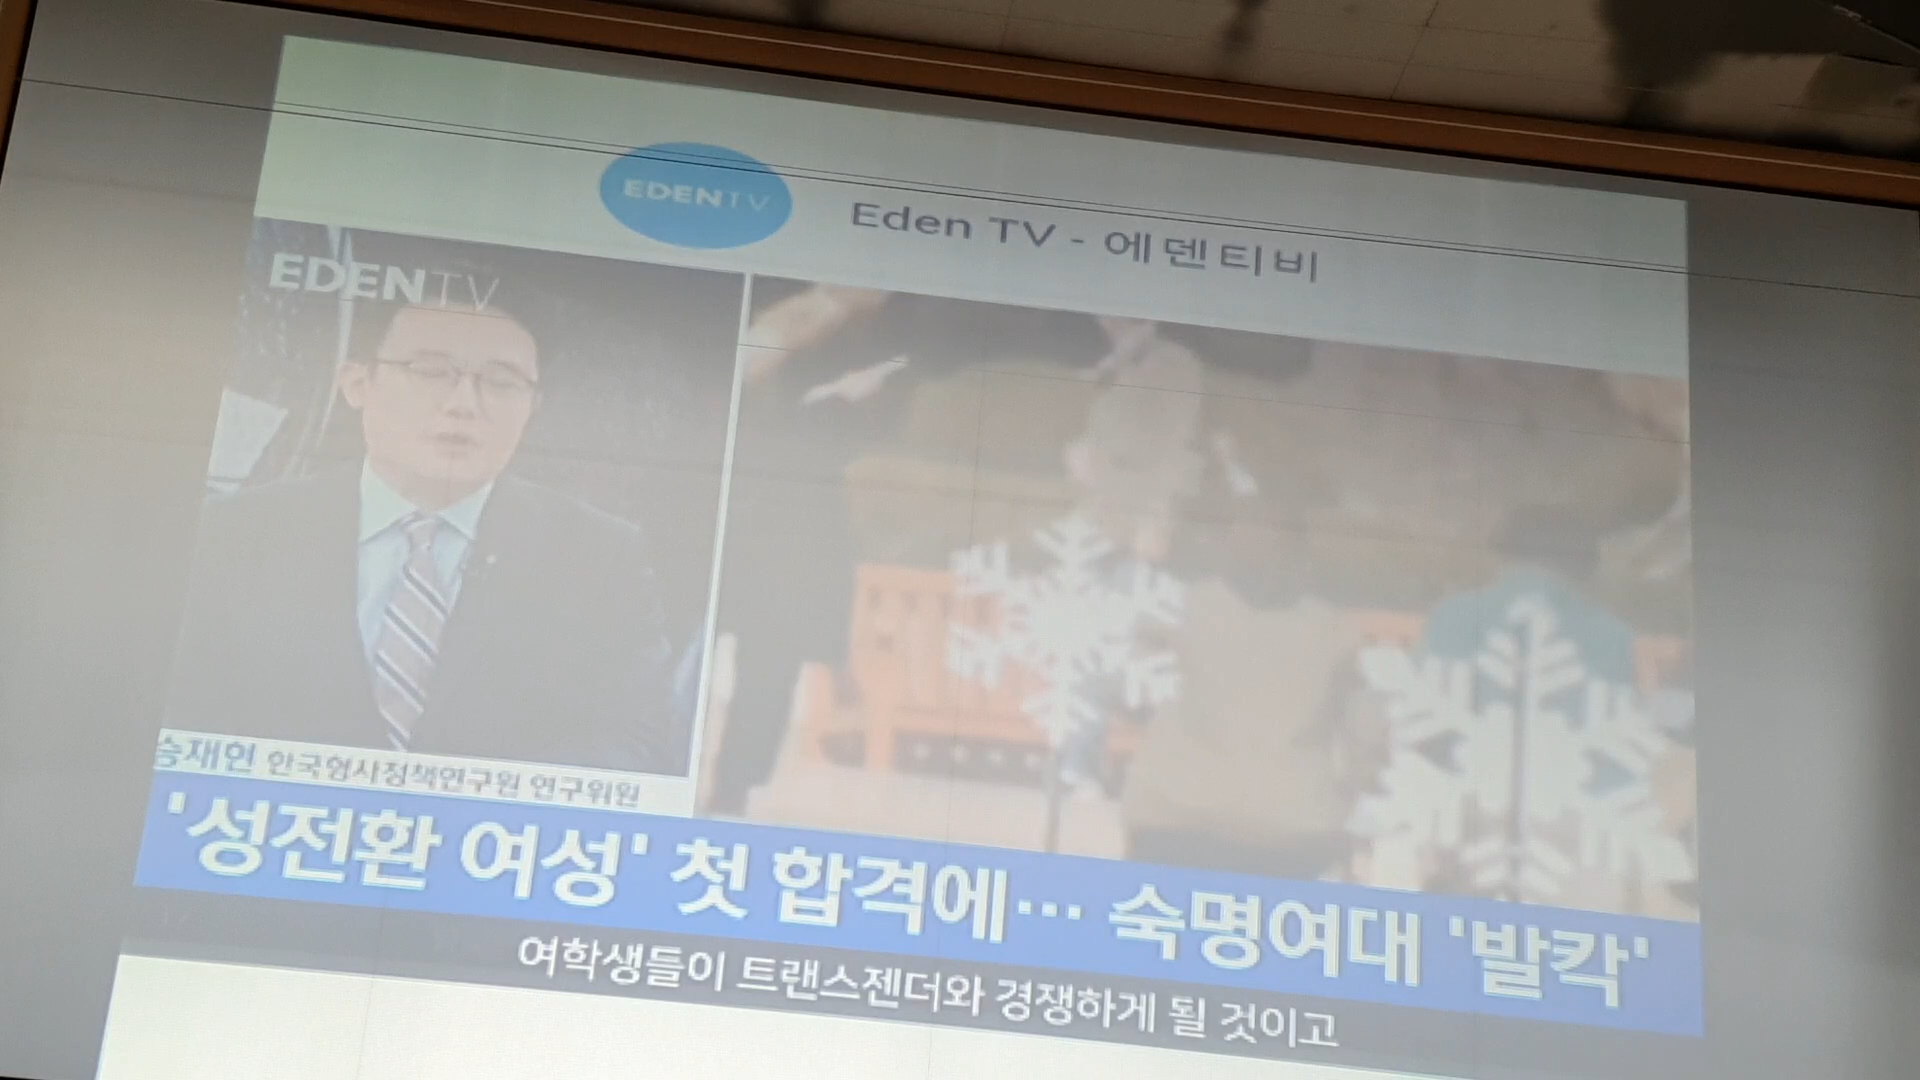 EDENTV
Eden TV - 에덴티비
EDENTV
승재현 한국형사정책연구원 연구위원
'성전환 여성' 첫 합격에… 숙명여대 '발칵'
여학생들이 트랜스젠더와 경쟁하게 될 것이고